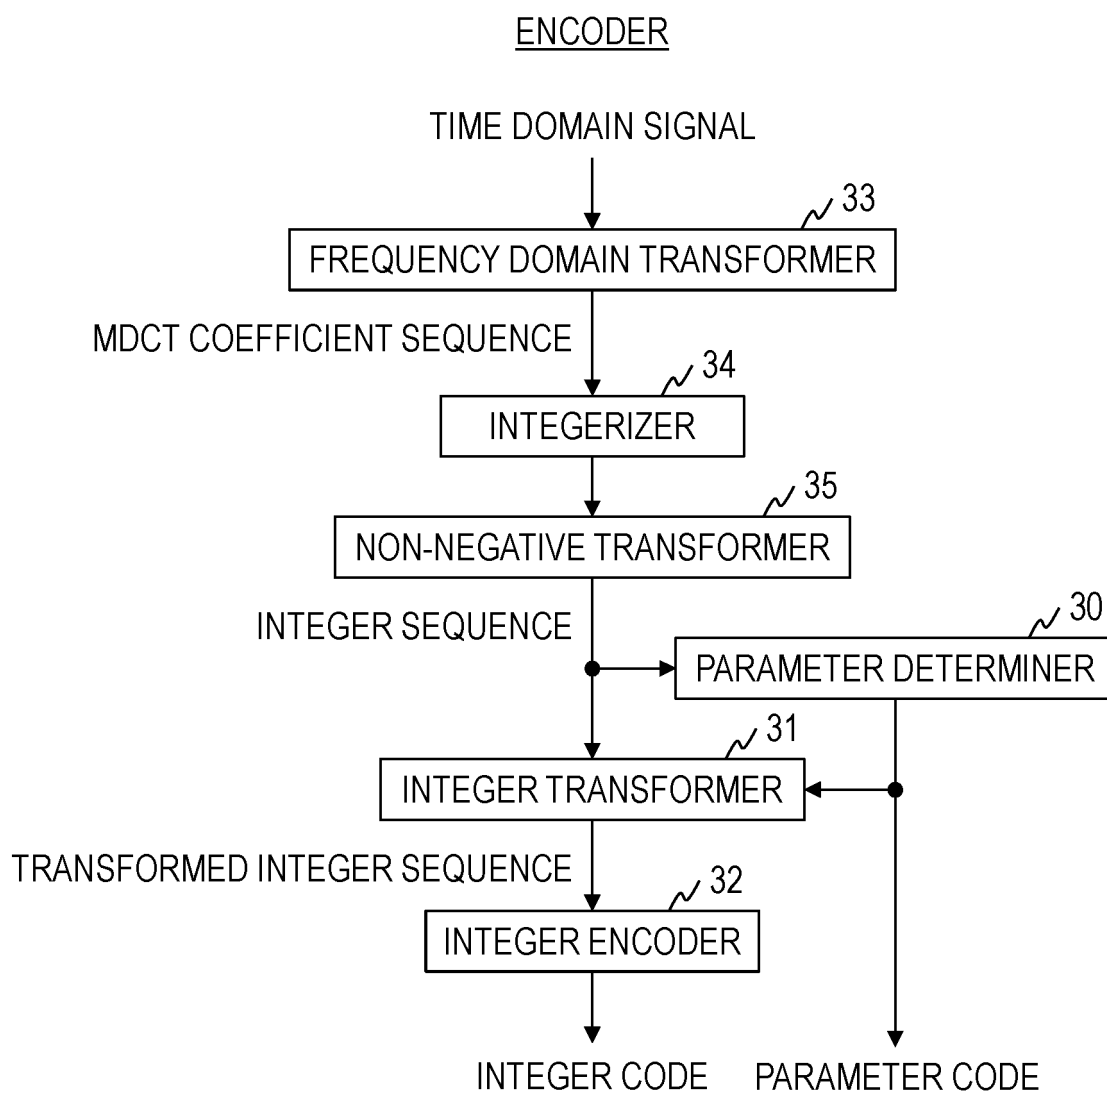 ENCODER
TIME DOMAIN SIGNAL
33
FREQUENCY DOMAIN TRANSFORMER
MDCT COEFFICIENT SEQUENCE
34
INTEGERIZER
35
NON-NEGATIVE TRANSFORMER
INTEGER SEQUENCE
30
PARAMETER DETERMINER
31
INTEGER TRANSFORMER
TRANSFORMED INTEGER SEQUENCE
32
INTEGER ENCODER
INTEGER CODE
PARAMETER CODE